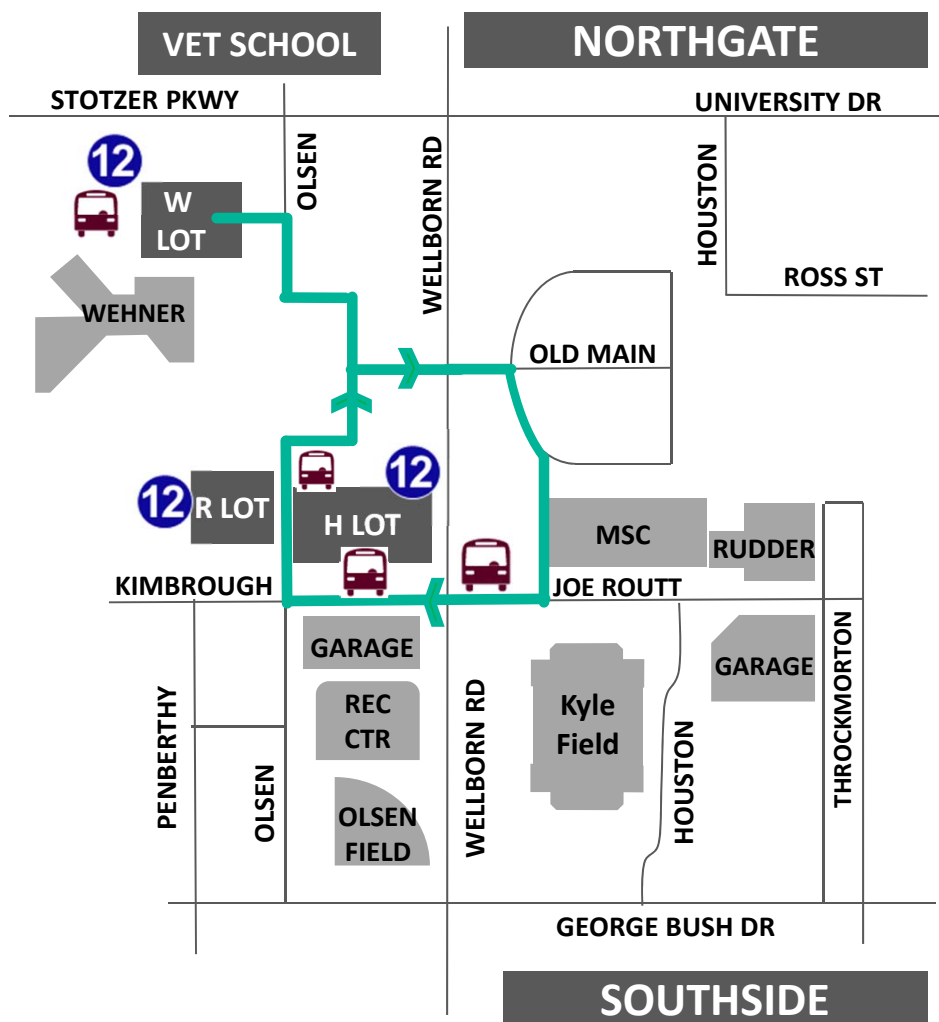 VET SCHOOL
NORTHGATE
STOTZER PKWY
UNIVERSITY DR
12
W
LOT
OLSEN
WELLBORN RD
HOUSTON
ROSS ST
WEHNER
OLD MAIN
12
12
R LOT
H LOT
MSC
RUDDER
KIMBROUGH
JOE ROUTT
GARAGE
GARAGE
REC
CTR
Kyle
Field
PENBERTHY
OLSEN
WELLBORN RD
HOUSTON
THROCKMORTON
OLSEN
FIELD
GEORGE BUSH DR
SOUTHSIDE